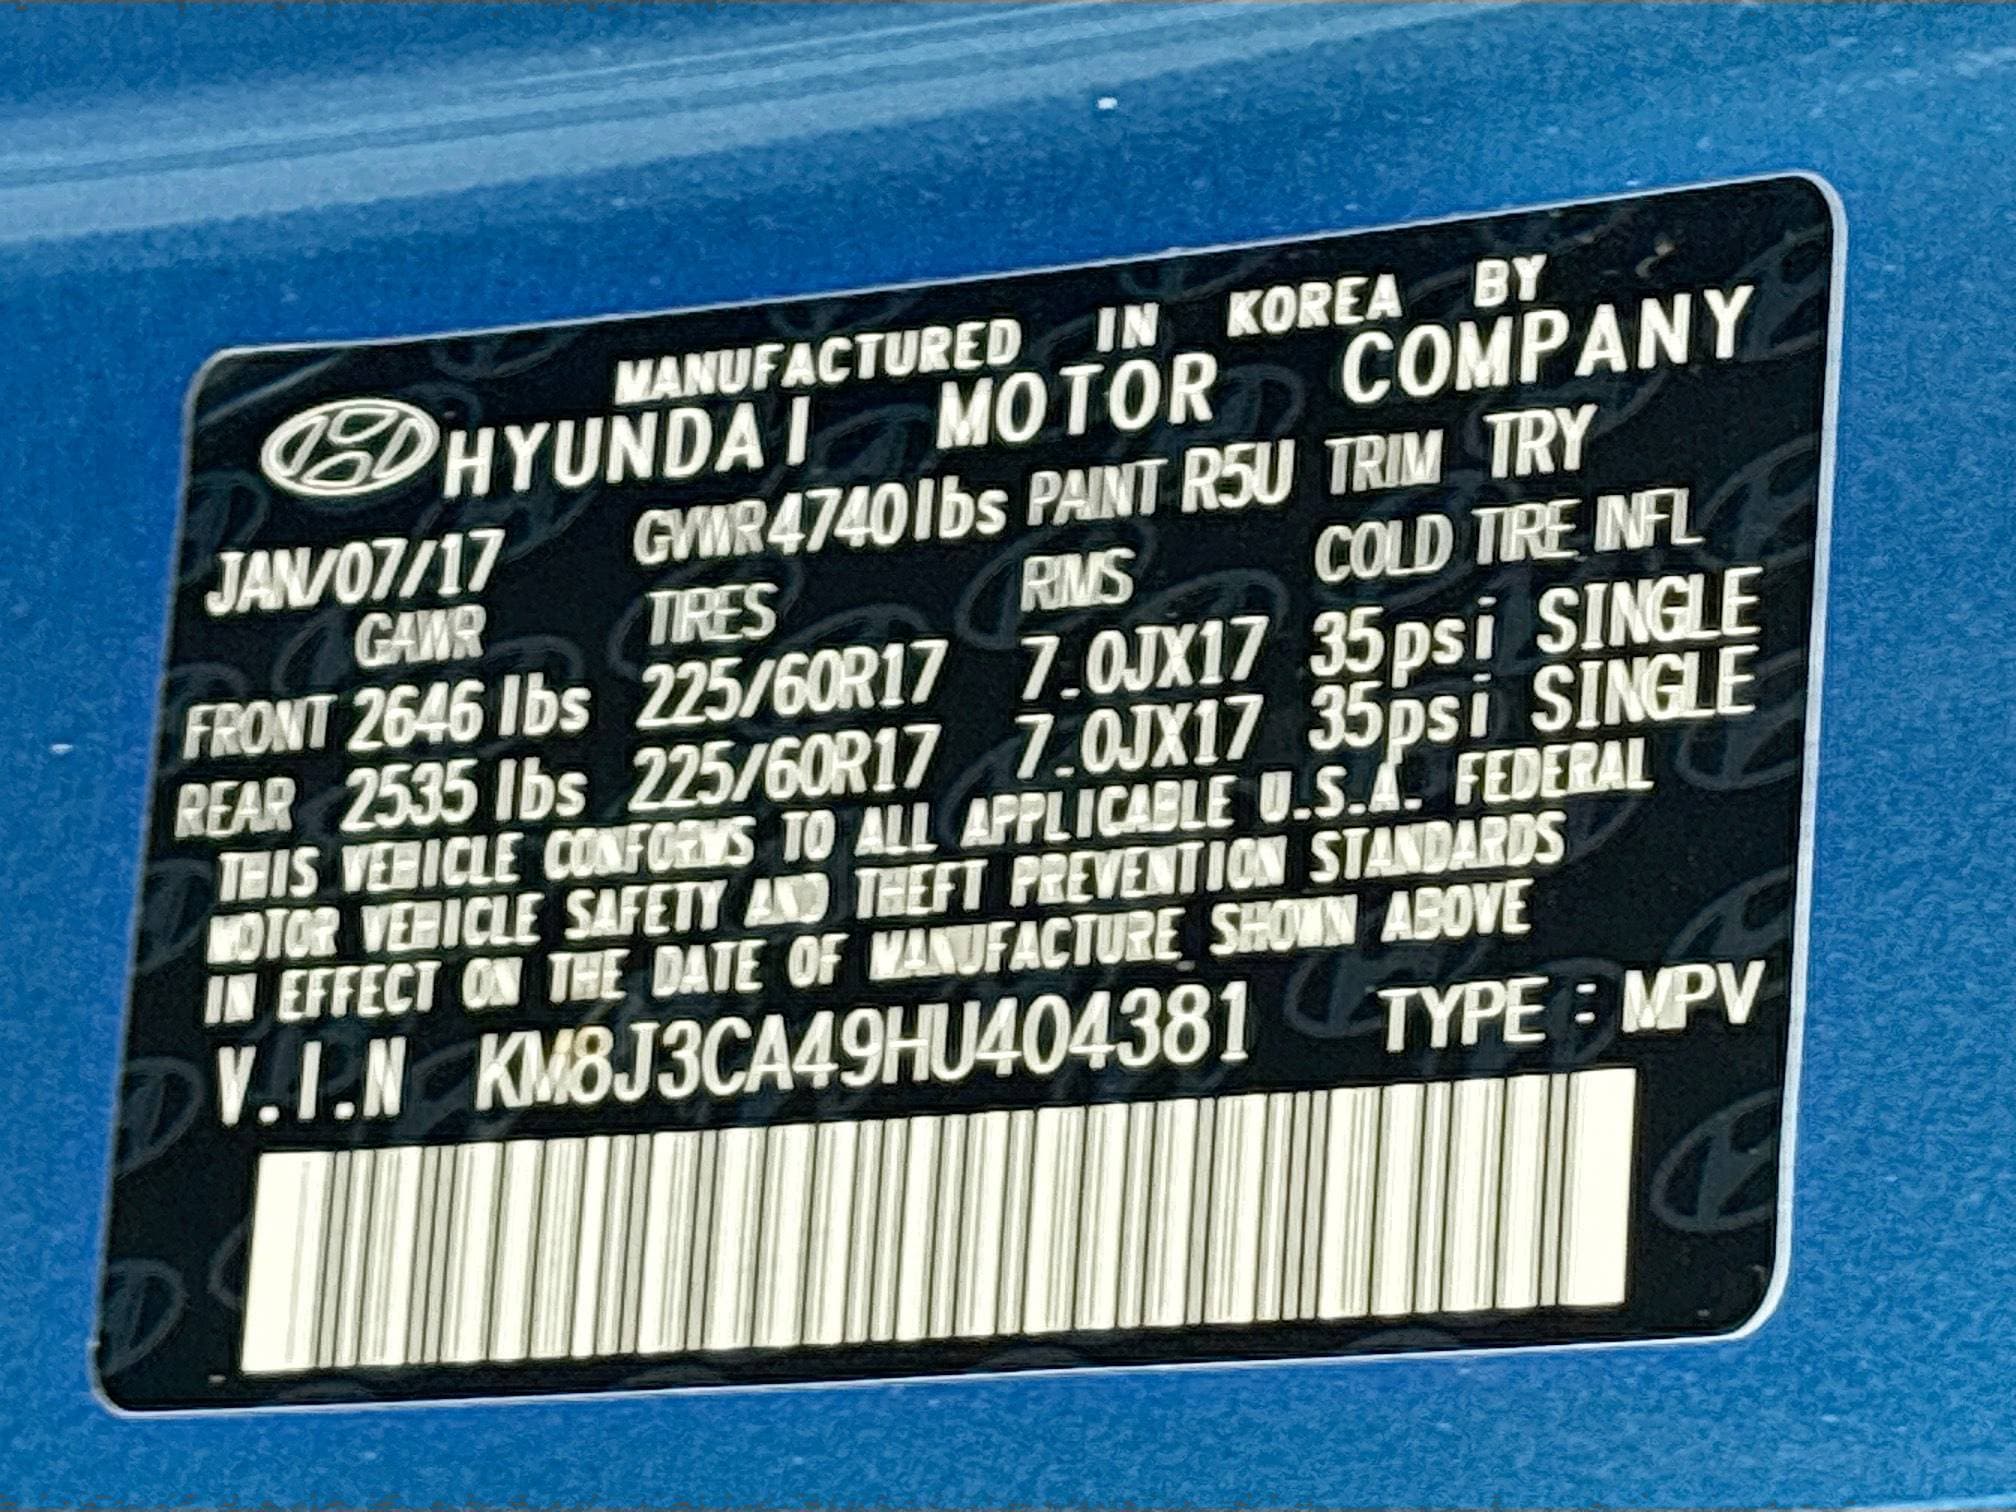 MANUFACTURED IN KOREA BY
HYUNDAI MOTOR COMPANY
JAN/07/17 GVWR 4740lbs PAINT R5U TRIM TRY
GAWR TIRES RIMS COLD TIRE INFL
FRONT 2646 lbs 225/60R17 7.0JX17 35psi SINGLE
REAR 2535 lbs 225/60R17 7.0JX17 35psi SINGLE
THIS VEHICLE CONFORMS TO ALL APPLICABLE U.S.A. FEDERAL
MOTOR VEHICLE SAFETY AND THEFT PREVENTION STANDARDS
IN EFFECT ON THE DATE OF MANUFACTURE SHOWN ABOVE
V.I.N KM8J3CA49HU404381 TYPE : MPV